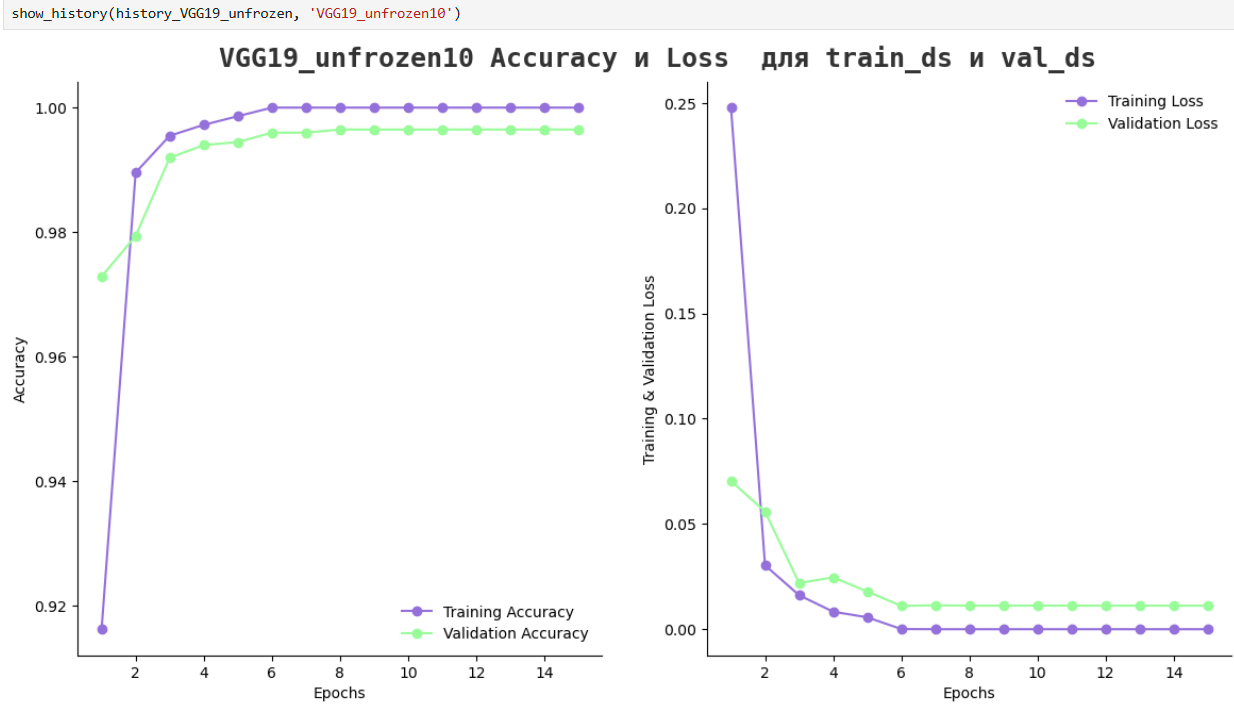 show_history(history_VGG19_unfrozen, 'VGG19_unfrozen10')
VGG19_unfrozen10 Accuracy и Loss  для train_ds и val_ds
1.00
0.98
0.96
0.94
0.92
Accuracy
Training Accuracy
Validation Accuracy
2 4 6 8 10 12 14
Epochs
0.25
0.20
0.15
0.10
0.05
0.00
Training & Validation Loss
Training Loss
Validation Loss
2 4 6 8 10 12 14
Epochs